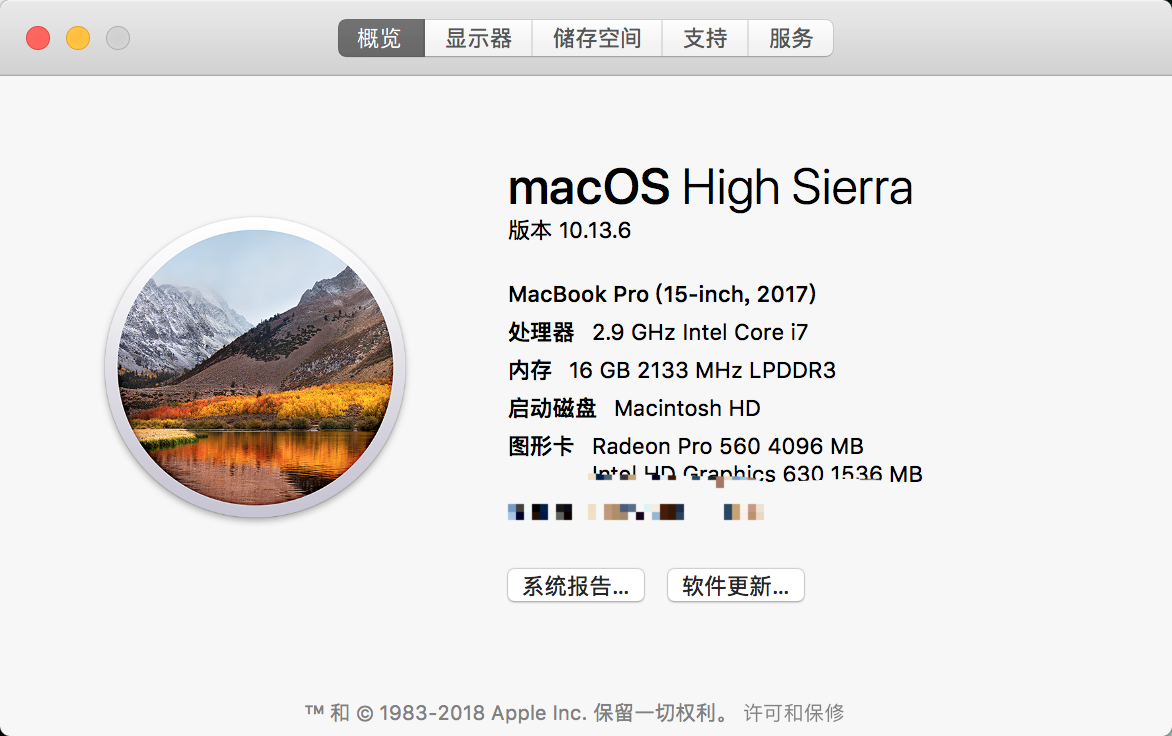 概览 显示器 储存空间 支持 服务
macOS High Sierra
版本 10.13.6
MacBook Pro (15-inch, 2017)
处理器 2.9 GHz Intel Core i7
内存 16 GB 2133 MHz LPDDR3
启动磁盘 Macintosh HD
图形卡 Radeon Pro 560 4096 MB
Intel HD Graphics 630 1536 MB
系统报告... 软件更新...
™ 和 © 1983-2018 Apple Inc. 保留一切权利。 许可和保修